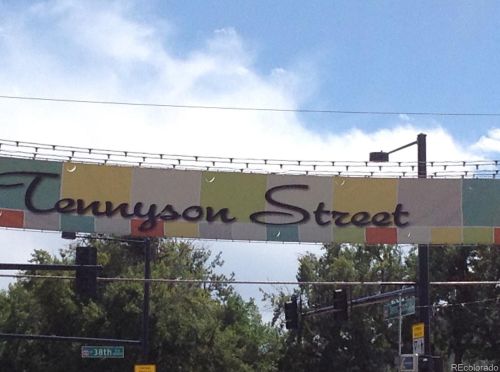 Tennyson Street
38th
REcolorado